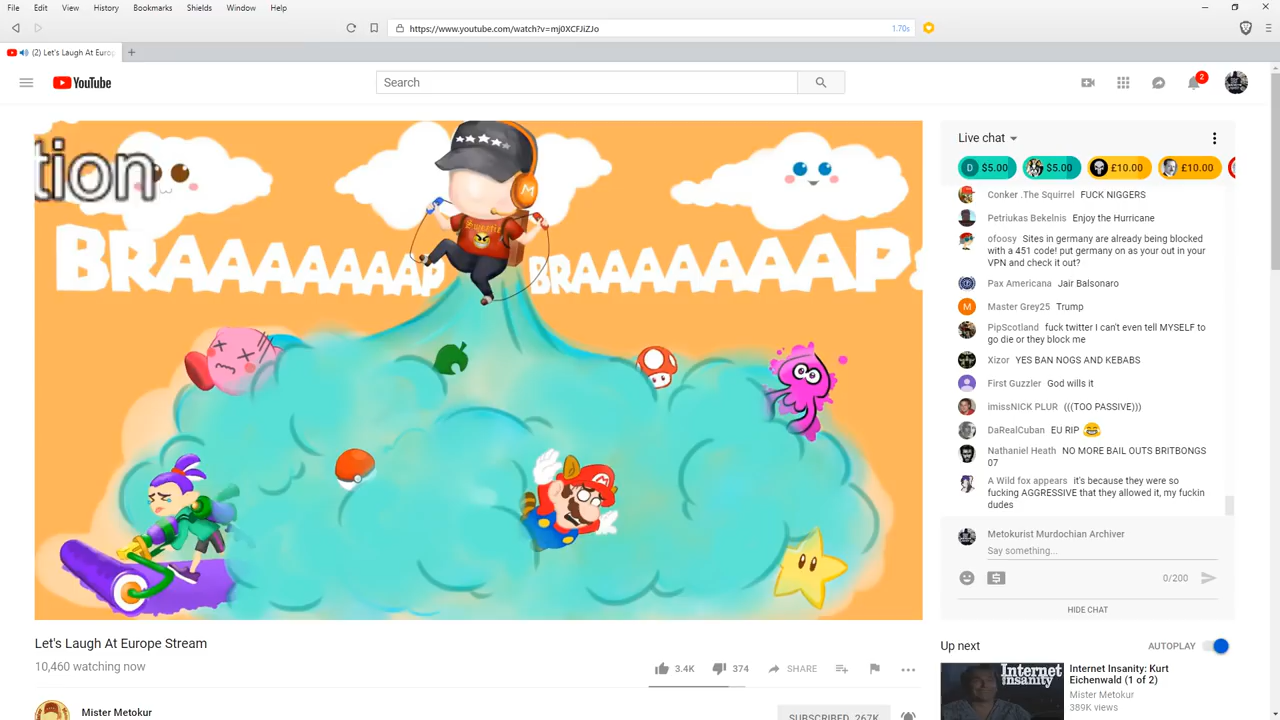 File Edit View History Bookmarks Shields Window Help
https://www.youtube.com/watch?v=mj0XCFJiZJo 1.70s
(2) Let's Laugh At Europ
YouTube
Search
2
tion
BRAAAAAAAAP BRAAAAAAAAP!
M
Live chat
D $5.00 $5.00 £10.00 £10.00
Conker .The Squirrel FUCK NIGGERS
Petriukas Bekelnis Enjoy the Hurricane
ofoosy Sites in germany are already being blocked
with a 451 code! put germany on as your out in your
VPN and check it out?
Pax Americana Jair Balsonaro
M Master Grey25 Trump
PipScotland fuck twitter I can't even tell MYSELF to
go die or they block me
Xizor YES BAN NOGS AND KEBABS
First Guzzler God wills it
imissNICK PLUR (((TOO PASSIVE)))
DaRealCuban EU RIP 😂
Nathaniel Heath NO MORE BAIL OUTS BRITBONGS
07
A Wild fox appears it's because they were so
fucking AGGRESSIVE that they allowed it, my fuckin
dudes
Metokurist Murdochian Archiver
Say something...
0/200
HIDE CHAT
Let's Laugh At Europe Stream
10,460 watching now
3.4K 374 SHARE
Mister Metokur
SUBSCRIBED 267K
Up next AUTOPLAY
Internet Insanity
Internet Insanity: Kurt
Eichenwald (1 of 2)
Mister Metokur
389K views